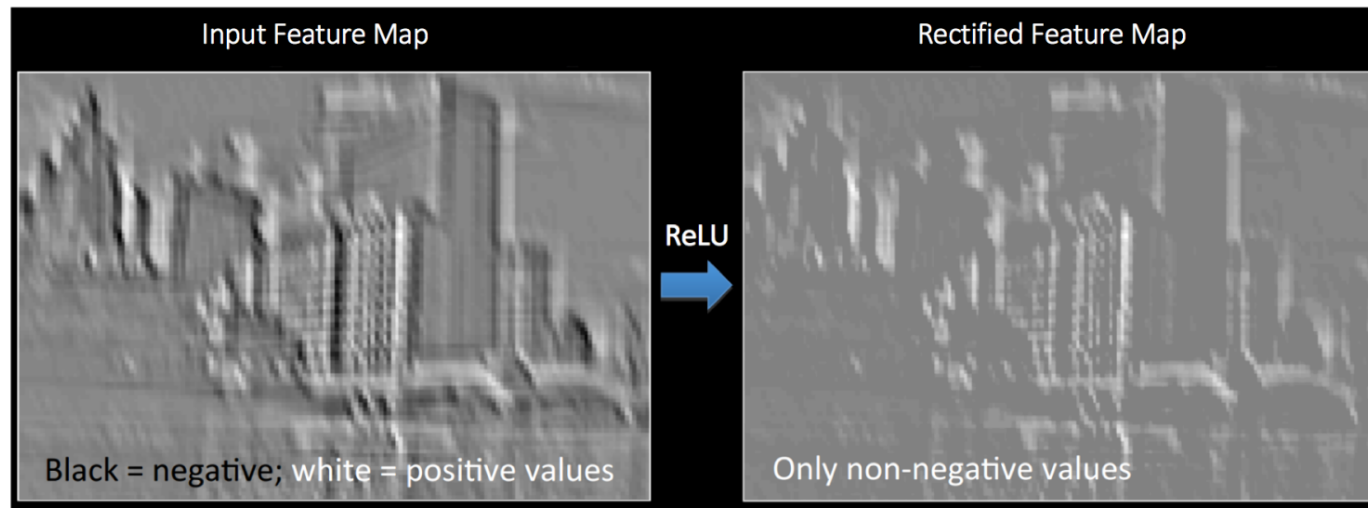 Input Feature Map
Rectified Feature Map
ReLU
Black = negative; white = positive values
Only non-negative values